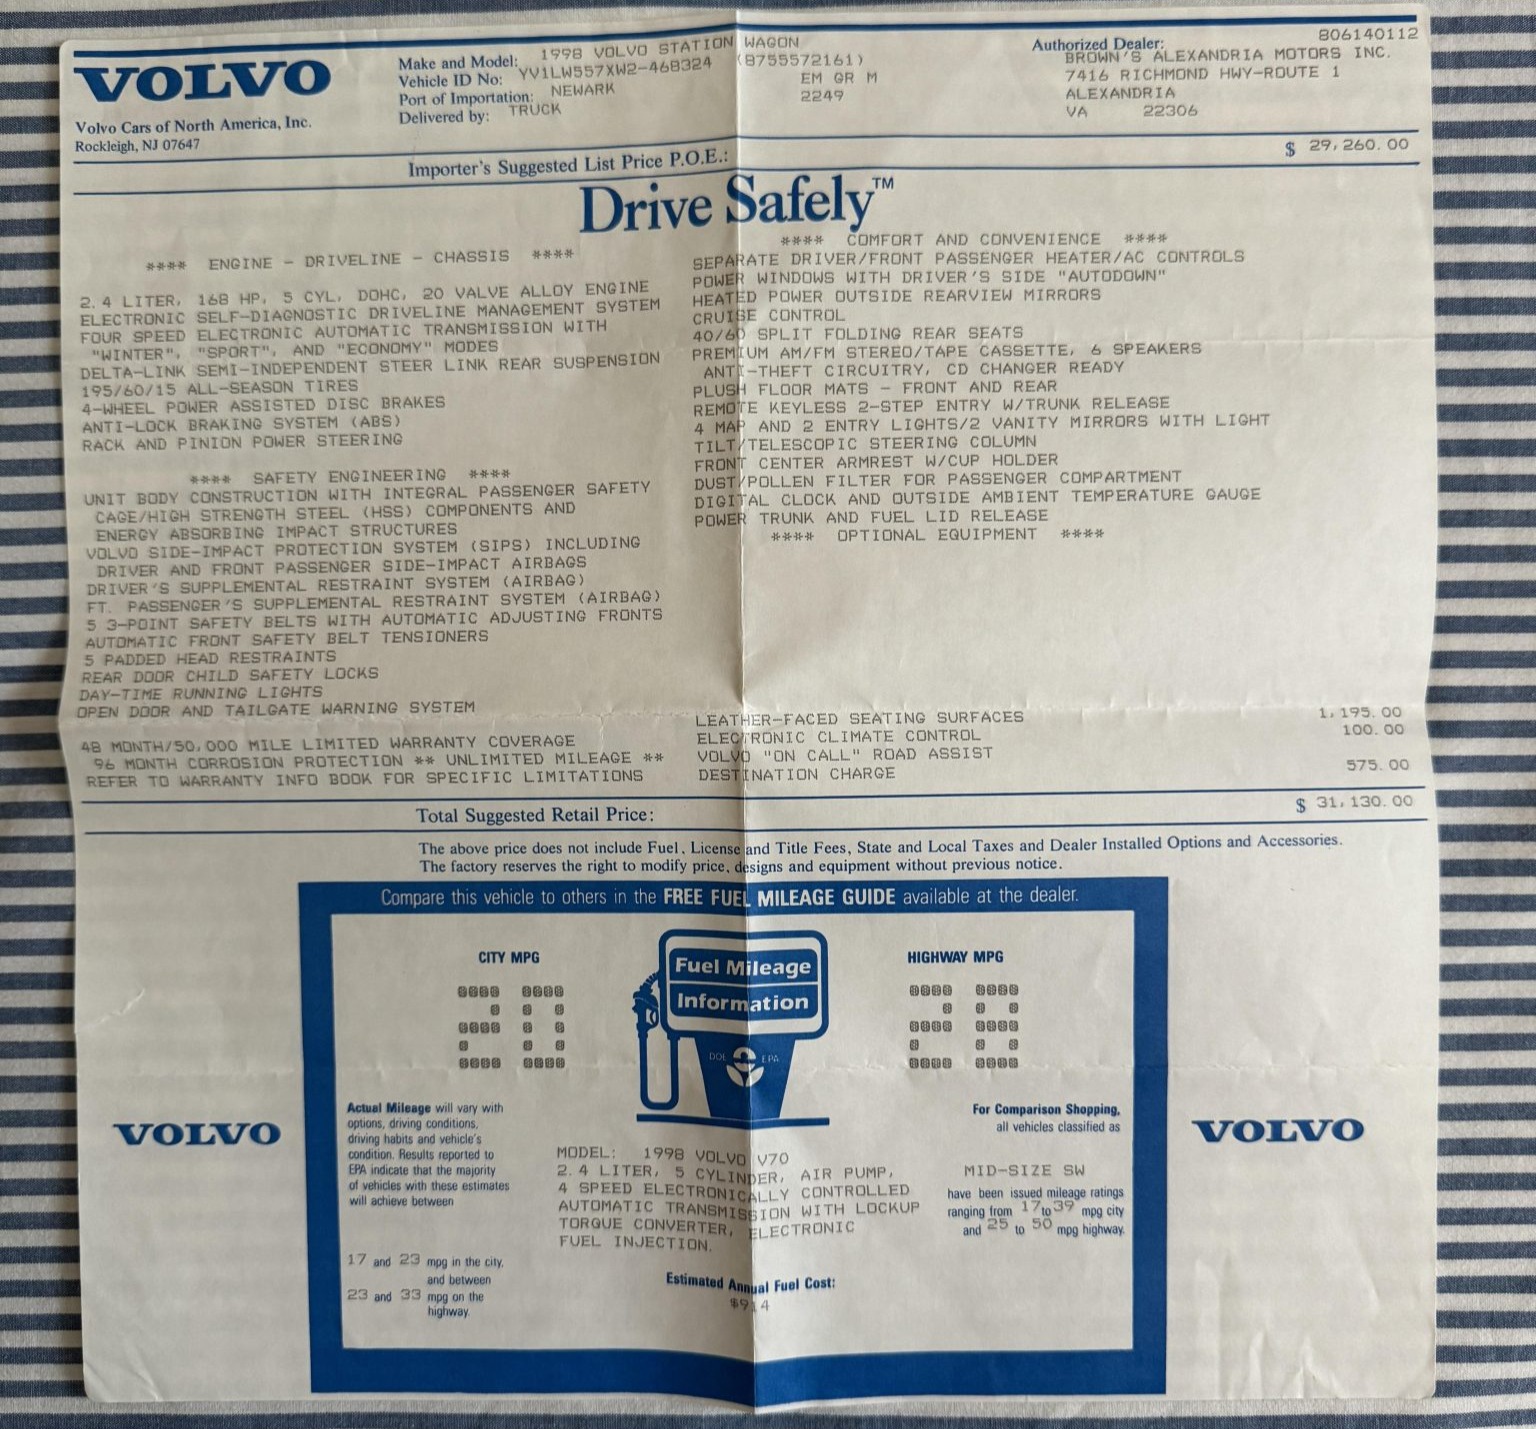 VOLVO
Volvo Cars of North America, Inc.
Rockleigh, NJ 07647
Make and Model: 1998 VOLVO STATION WAGON
Vehicle ID No: YV1LW557XW2-468324 (8755572161)
Port of Importation: NEWARK EM GR M
Delivered by: TRUCK 2249
806140112
Authorized Dealer:
BROWN'S ALEXANDRIA MOTORS INC.
7416 RICHMOND HWY-ROUTE 1
ALEXANDRIA
VA 22306
Importer's Suggested List Price P.O.E.: $ 29,260.00
Drive Safely™
**** ENGINE - DRIVELINE - CHASSIS ****
2.4 LITER, 168 HP, 5 CYL, DOHC, 20 VALVE ALLOY ENGINE
ELECTRONIC SELF-DIAGNOSTIC DRIVELINE MANAGEMENT SYSTEM
FOUR SPEED ELECTRONIC AUTOMATIC TRANSMISSION WITH
"WINTER", "SPORT", AND "ECONOMY" MODES
DELTA-LINK SEMI-INDEPENDENT STEER LINK REAR SUSPENSION
195/60/15 ALL-SEASON TIRES
4-WHEEL POWER ASSISTED DISC BRAKES
ANTI-LOCK BRAKING SYSTEM (ABS)
RACK AND PINION POWER STEERING
**** SAFETY ENGINEERING ****
UNIT BODY CONSTRUCTION WITH INTEGRAL PASSENGER SAFETY
CAGE/HIGH STRENGTH STEEL (HSS) COMPONENTS AND
ENERGY ABSORBING IMPACT STRUCTURES
VOLVO SIDE-IMPACT PROTECTION SYSTEM (SIPS) INCLUDING
DRIVER AND FRONT PASSENGER SIDE-IMPACT AIRBAGS
DRIVER'S SUPPLEMENTAL RESTRAINT SYSTEM (AIRBAG)
FT. PASSENGER'S SUPPLEMENTAL RESTRAINT SYSTEM (AIRBAG)
5 3-POINT SAFETY BELTS WITH AUTOMATIC ADJUSTING FRONTS
AUTOMATIC FRONT SAFETY BELT TENSIONERS
5 PADDED HEAD RESTRAINTS
REAR DOOR CHILD SAFETY LOCKS
DAY-TIME RUNNING LIGHTS
OPEN DOOR AND TAILGATE WARNING SYSTEM
48 MONTH/50,000 MILE LIMITED WARRANTY COVERAGE
96 MONTH CORROSION PROTECTION ** UNLIMITED MILEAGE **
REFER TO WARRANTY INFO BOOK FOR SPECIFIC LIMITATIONS
**** COMFORT AND CONVENIENCE ****
SEPARATE DRIVER/FRONT PASSENGER HEATER/AC CONTROLS
POWER WINDOWS WITH DRIVER'S SIDE "AUTODOWN"
HEATED POWER OUTSIDE REARVIEW MIRRORS
CRUISE CONTROL
40/60 SPLIT FOLDING REAR SEATS
PREMIUM AM/FM STEREO/TAPE CASSETTE, 6 SPEAKERS
ANTI-THEFT CIRCUITRY, CD CHANGER READY
PLUSH FLOOR MATS - FRONT AND REAR
REMOTE KEYLESS 2-STEP ENTRY W/TRUNK RELEASE
4 MAP AND 2 ENTRY LIGHTS/2 VANITY MIRRORS WITH LIGHT
TILT/TELESCOPIC STEERING COLUMN
FRONT CENTER ARMREST W/CUP HOLDER
DUST/POLLEN FILTER FOR PASSENGER COMPARTMENT
DIGITAL CLOCK AND OUTSIDE AMBIENT TEMPERATURE GAUGE
POWER TRUNK AND FUEL LID RELEASE
**** OPTIONAL EQUIPMENT ****
LEATHER-FACED SEATING SURFACES 1,195.00
ELECTRONIC CLIMATE CONTROL 100.00
VOLVO "ON CALL" ROAD ASSIST
DESTINATION CHARGE 575.00
Total Suggested Retail Price: $ 31,130.00
The above price does not include Fuel, License and Title Fees, State and Local Taxes and Dealer Installed Options and Accessories.
The factory reserves the right to modify price, designs and equipment without previous notice.
Compare this vehicle to others in the FREE FUEL MILEAGE GUIDE available at the dealer.
CITY MPG
20
Fuel Mileage
Information
DOE EPA
HIGHWAY MPG
28
Actual Mileage will vary with
options, driving conditions,
driving habits and vehicle's
condition. Results reported to
EPA indicate that the majority
of vehicles with these estimates
will achieve between
17 and 23 mpg in the city,
and between
23 and 33 mpg on the
highway.
MODEL: 1998 VOLVO V70
2.4 LITER, 5 CYLINDER, AIR PUMP,
4 SPEED ELECTRONICALLY CONTROLLED
AUTOMATIC TRANSMISSION WITH LOCKUP
TORQUE CONVERTER, ELECTRONIC
FUEL INJECTION.
Estimated Annual Fuel Cost:
$914
For Comparison Shopping,
all vehicles classified as
MID-SIZE SW
have been issued mileage ratings
ranging from 17 to 39 mpg city
and 25 to 50 mpg highway.
VOLVO
VOLVO